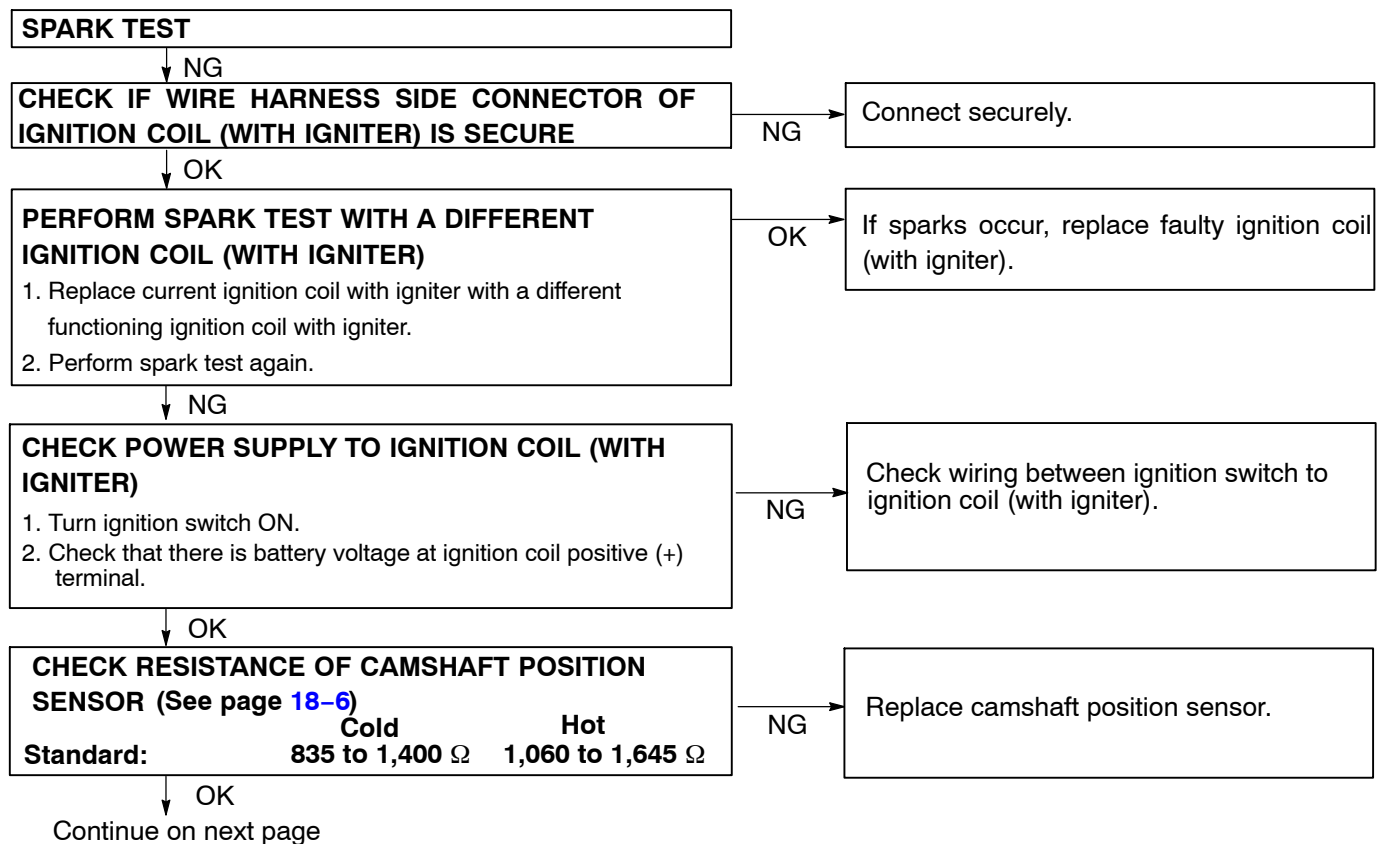 SPARK TEST
NG
CHECK IF WIRE HARNESS SIDE CONNECTOR OF
IGNITION COIL (WITH IGNITER) IS SECURE
NG
Connect securely.
OK
PERFORM SPARK TEST WITH A DIFFERENT
IGNITION COIL (WITH IGNITER)
1. Replace current ignition coil with igniter with a different
functioning ignition coil with igniter.
2. Perform spark test again.
OK
If sparks occur, replace faulty ignition coil
(with igniter).
NG
CHECK POWER SUPPLY TO IGNITION COIL (WITH
IGNITER)
1. Turn ignition switch ON.
2. Check that there is battery voltage at ignition coil positive (+)
terminal.
NG
Check wiring between ignition switch to
ignition coil (with igniter).
OK
CHECK RESISTANCE OF CAMSHAFT POSITION
SENSOR (See page 18–6)
Cold Hot
Standard: 835 to 1,400 Ω 1,060 to 1,645 Ω
NG
Replace camshaft position sensor.
OK
Continue on next page